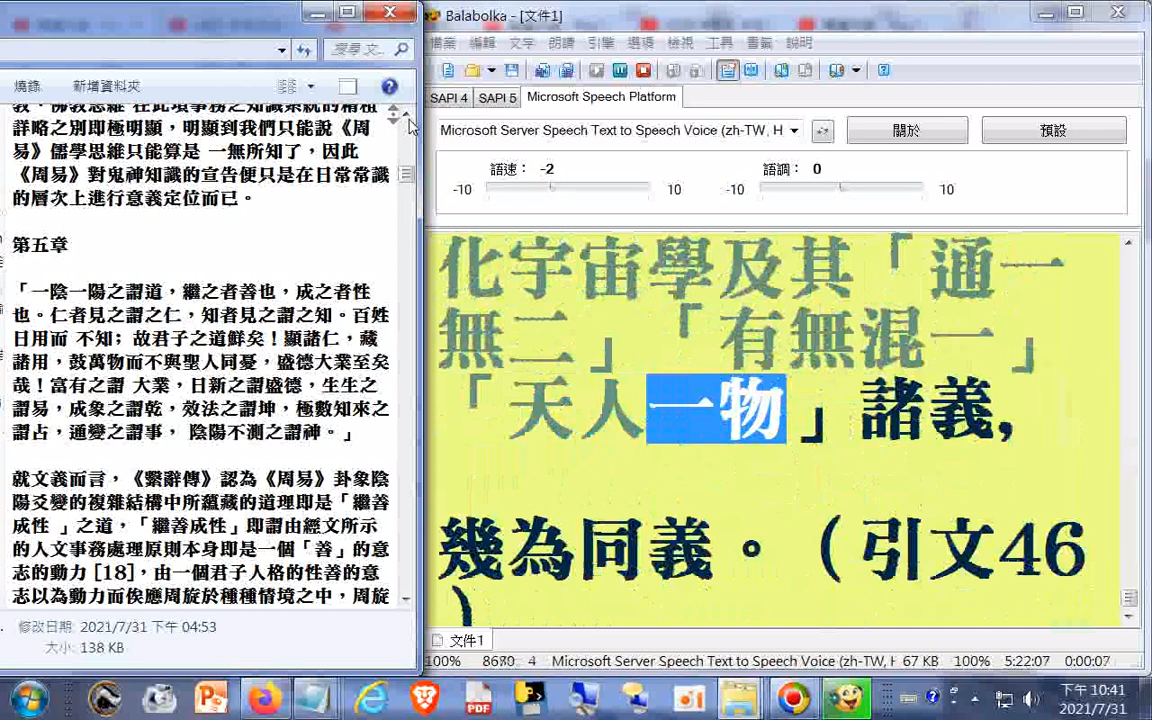 Balabolka - [文件1]
搜尋 文...
檔案 編輯 文字 朗讀 引擎 選項 檢視 工具 書籤 說明
燒錄 新增資料夾
SAPI 4 SAPI 5 Microsoft Speech Platform
Microsoft Server Speech Text to Speech Voice (zh-TW, H
關於
預設
語速： -2
語調： 0
-10 10 -10 10
教、佛教思維 在此項事務之知識系統的精粗
詳略之別即極明顯，明顯到我們只能說《周
易》儒學思維只能算是 一無所知了，因此
《周易》對鬼神知識的宣告便只是在日常常識
的層次上進行意義定位而已。
第五章
「一陰一陽之謂道，繼之者善也，成之者性
也。仁者見之謂之仁，知者見之謂之知。百姓
日用而 不知; 故君子之道鮮矣！顯諸仁，藏
諸用，鼓萬物而不與聖人同憂，盛德大業至矣
哉！富有之謂 大業，日新之謂盛德，生生之
謂易，成象之謂乾，效法之謂坤，極數知來之
謂占，通變之謂事， 陰陽不測之謂神。」
就文義而言，《繫辭傳》認為《周易》卦象陰
陽爻變的複雜結構中所蘊藏的道理即是「繼善
成性 」之道，「繼善成性」即謂由經文所示
的人文事務處理原則本身即是一個「善」的意
志的動力 [18]，由一個君子人格的性善的意
志以為動力而俟應周旋於種種情境之中，周旋
修改日期: 2021/7/31 下午 04:53
大小: 138 KB
化宇宙學及其「通一
無二」「有無混一」
「天人一物」諸義，
幾為同義。（引文46
）
文件1
100% 4 Microsoft Server Speech Text to Speech Voice (zh-TW, H 67 KB 100% 5:22:07 0:00:07
下午 10:41
2021/7/31